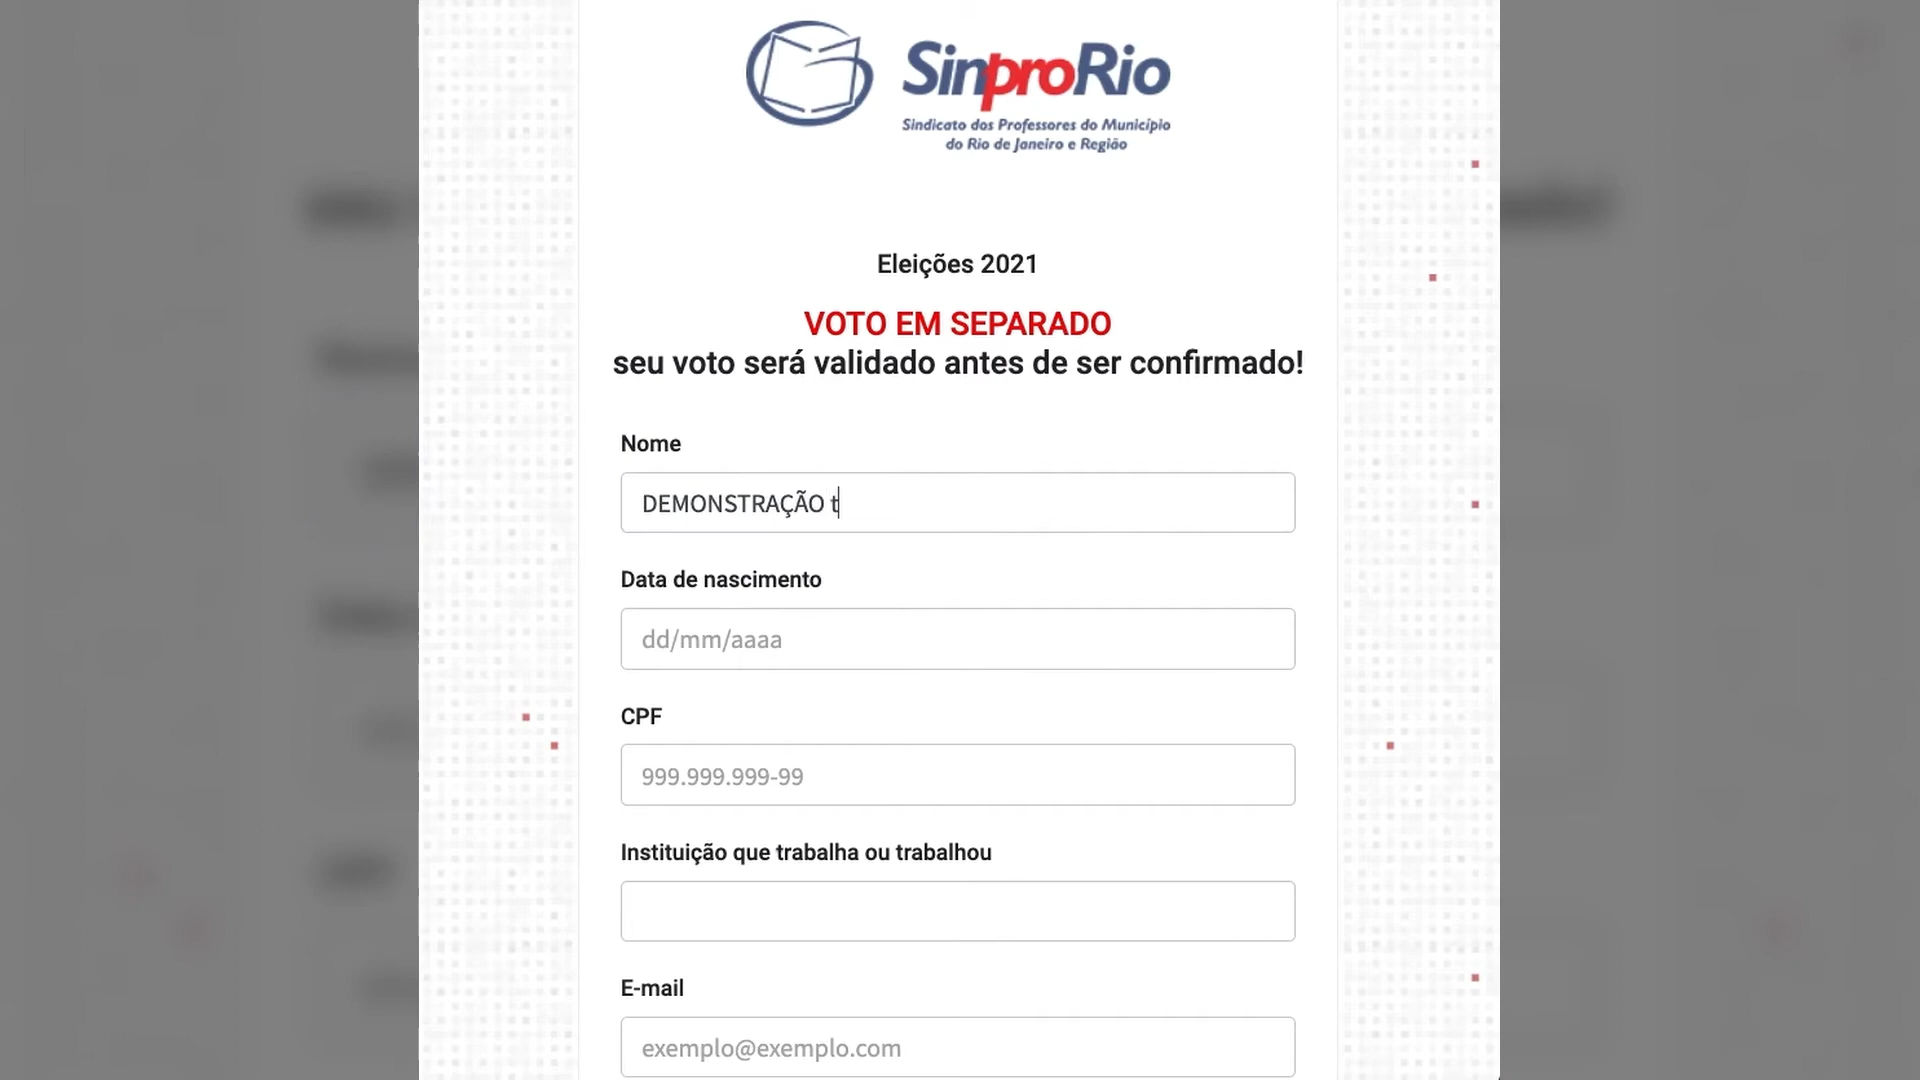 SinproRio
Sindicato dos Professores do Município
do Rio de Janeiro e Região
Eleições 2021
VOTO EM SEPARADO
seu voto será validado antes de ser confirmado!
Nome
DEMONSTRAÇÃO t
Data de nascimento
dd/mm/aaaa
CPF
999.999.999-99
Instituição que trabalha ou trabalhou
E-mail
exemplo@exemplo.com